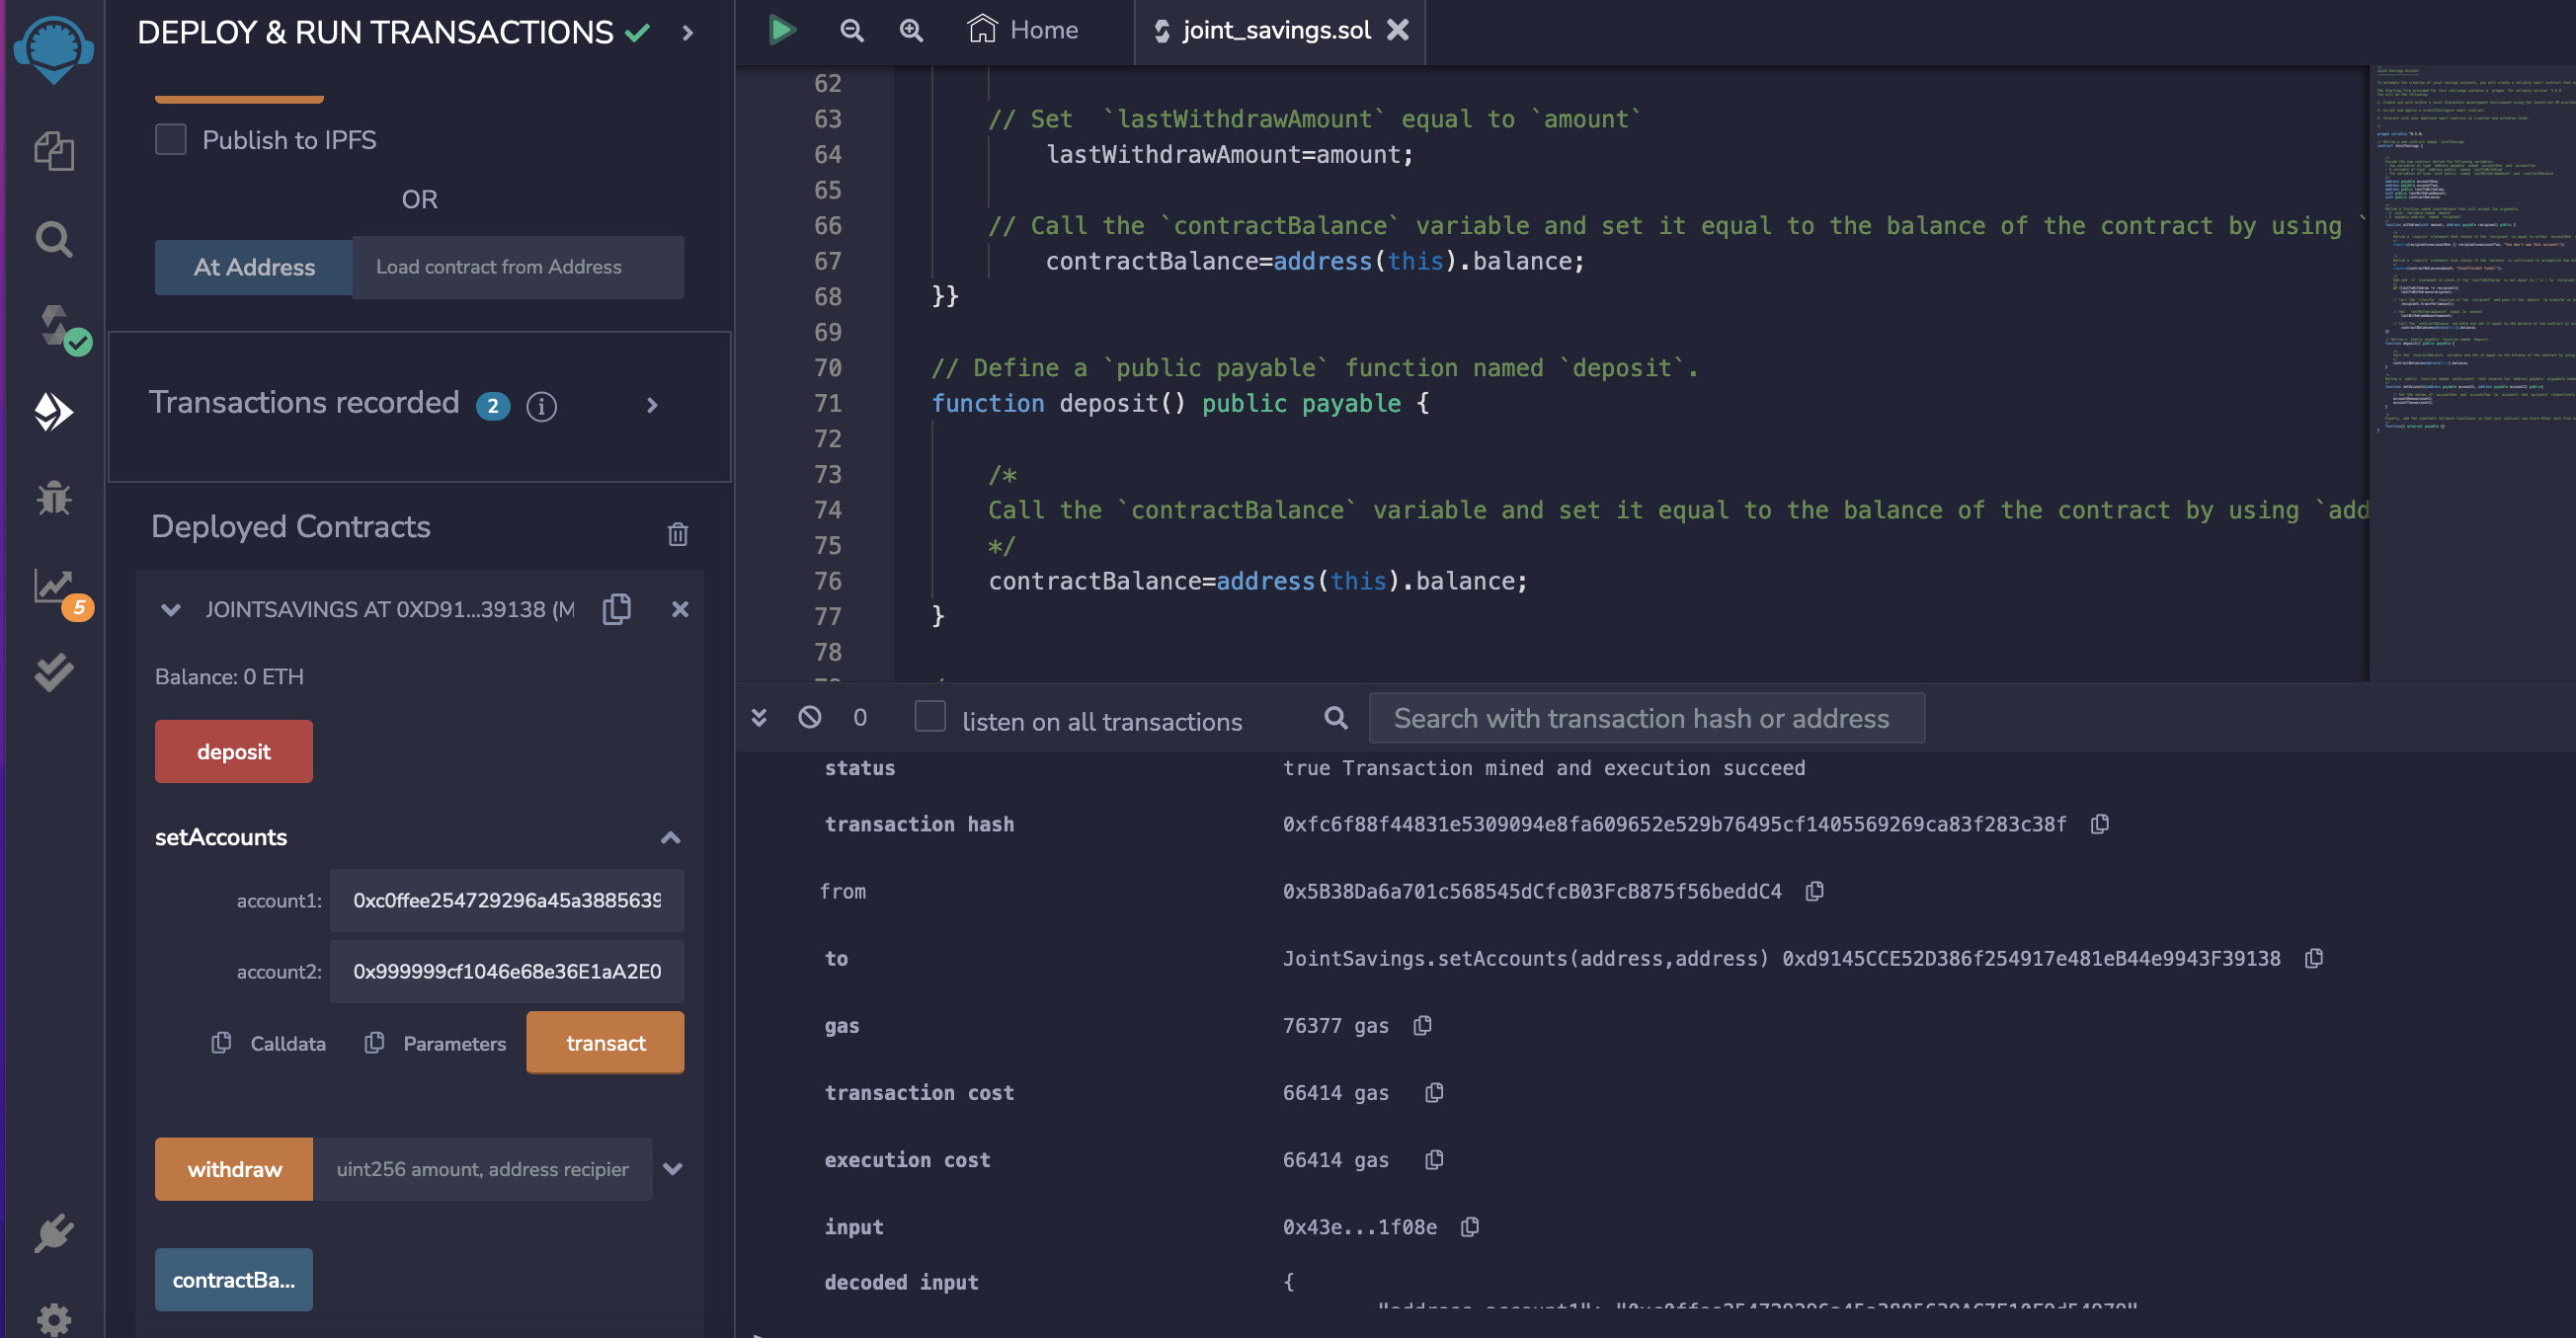 DEPLOY & RUN TRANSACTIONS
Publish to IPFS
OR
At Address
Load contract from Address
Transactions recorded 2 i
Deployed Contracts
5
JOINTSAVINGS AT 0XD91...39138 (M
Balance: 0 ETH
deposit
setAccounts
account1: 0xc0ffee254729296a45a3885639
account2: 0x999999cf1046e68e36E1aA2E0
Calldata Parameters transact
withdraw uint256 amount, address recipier
contractBa...
Home
joint_savings.sol
62
63 // Set  `lastWithdrawAmount` equal to `amount`
64 lastWithdrawAmount=amount;
65
66 // Call the `contractBalance` variable and set it equal to the balance of the contract by using `
67 contractBalance=address(this).balance;
68 }}
69
70 // Define a `public payable` function named `deposit`.
71 function deposit() public payable {
72
73 /*
74 Call the `contractBalance` variable and set it equal to the balance of the contract by using `add
75 */
76 contractBalance=address(this).balance;
77 }
78
0 listen on all transactions
Search with transaction hash or address
status true Transaction mined and execution succeed
transaction hash 0xfc6f88f44831e5309094e8fa609652e529b76495cf1405569269ca83f283c38f
from 0x5B38Da6a701c568545dCfcB03FcB875f56beddC4
to JointSavings.setAccounts(address,address) 0xd9145CCE52D386f254917e481eB44e9943F39138
gas 76377 gas
transaction cost 66414 gas
execution cost 66414 gas
input 0x43e...1f08e
decoded input {